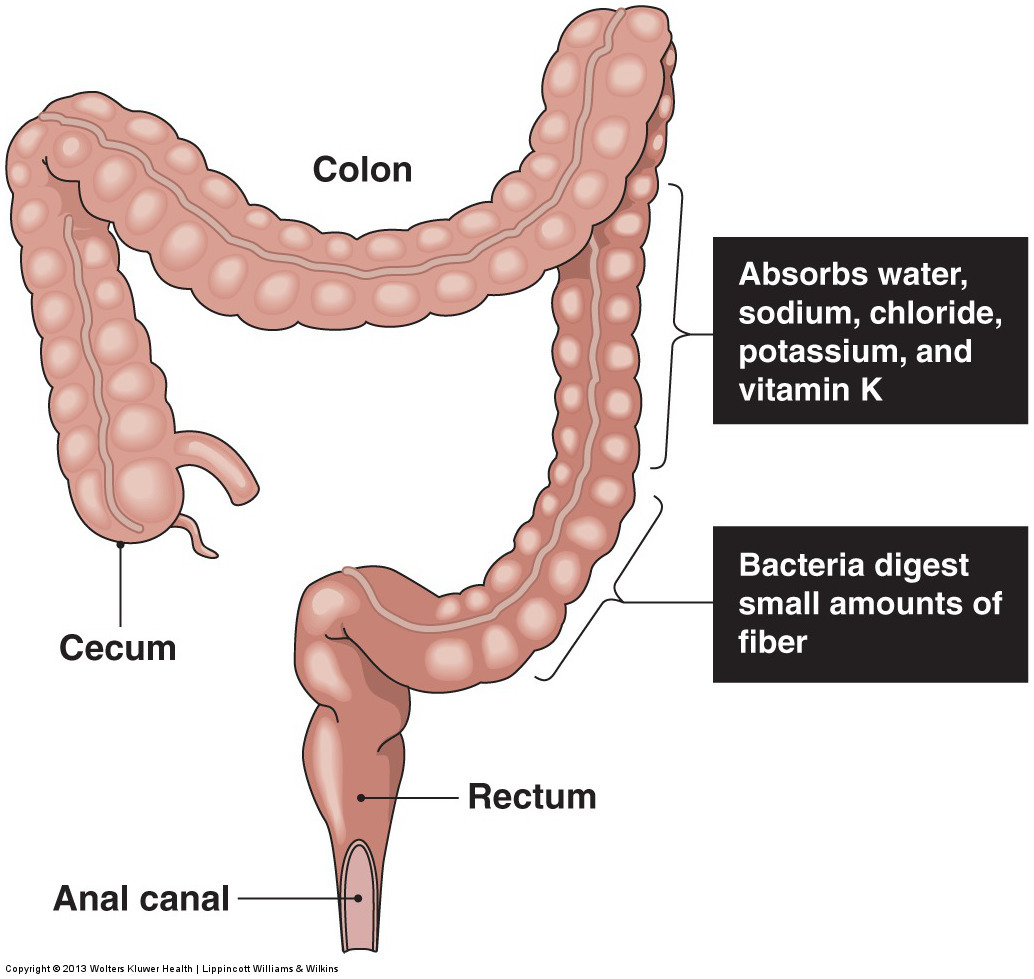 Colon
Absorbs water,
sodium, chloride,
potassium, and
vitamin K
Bacteria digest
small amounts of
fiber
Cecum
Rectum
Anal canal
Copyright © 2013 Wolters Kluwer Health | Lippincott Williams & Wilkins